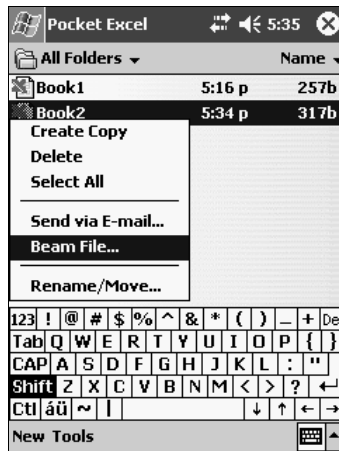 Pocket Excel 5:35
All Folders Name
Book1 5:16 p 257b
Book2 5:34 p 317b
Create Copy
Delete
Select All
Send via E-mail...
Beam File...
Rename/Move...
123 ! @ # $ % ^ & * ( ) _ + De
Tab Q W E R T Y U I O P { }
CAP A S D F G H J K L : "
Shift Z X C V B N M < > ? ↵
Ctl áü ~ | ↓ ↑ ← →
New Tools